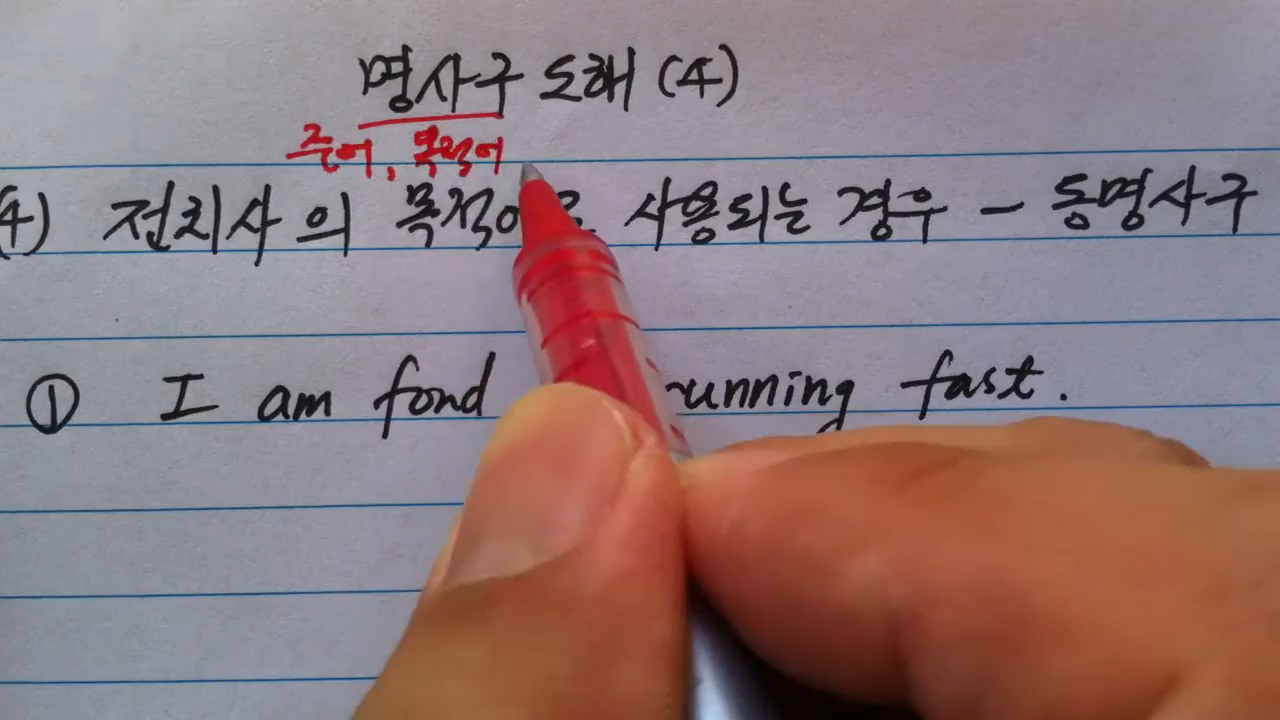 명사구 도해 (4)
주어, 목적어
(4) 전치사의 목적어로 사용되는 경우 - 동명사구
① I am fond running fast.